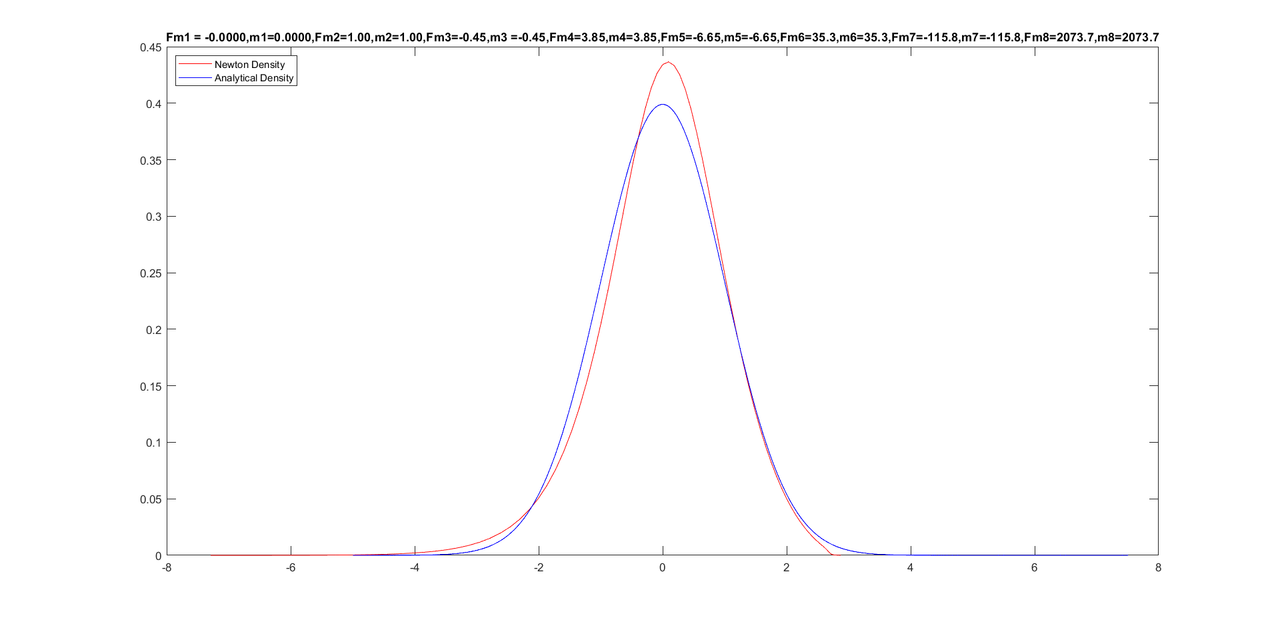 Fm1 = -0.0000,m1=0.0000,Fm2=1.00,m2=1.00,Fm3=-0.45,m3 =-0.45,Fm4=3.85,m4=3.85,Fm5=-6.65,m5=-6.65,Fm6=35.3,m6=35.3,Fm7=-115.8,m7=-115.8,Fm8=2073.7,m8=2073.7
Newton Density
Analytical Density
0.45
0.4
0.35
0.3
0.25
0.2
0.15
0.1
0.05
0
-8 -6 -4 -2 0 2 4 6 8